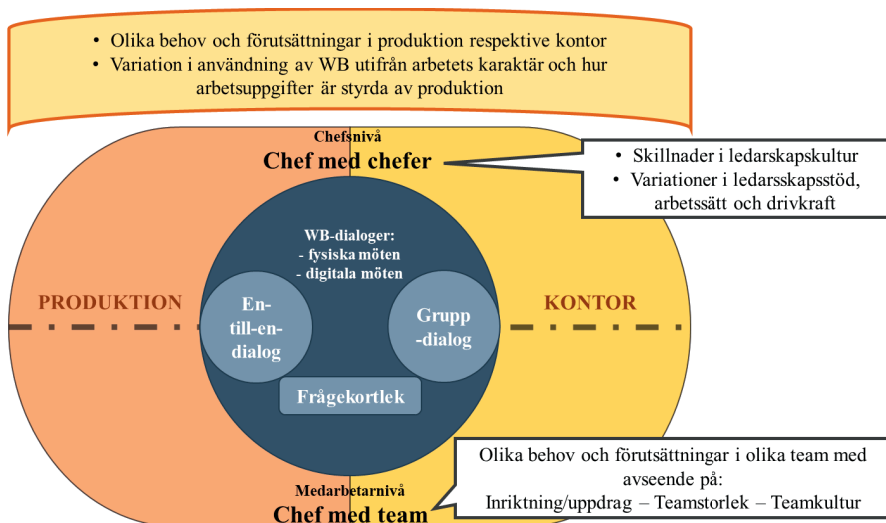 • Olika behov och förutsättningar i produktion respektive kontor
• Variation i användning av WB utifrån arbetets karaktär och hur
arbetsuppgifter är styrda av produktion
Chefsnivå
Chef med chefer
• Skillnader i ledarskapskultur
• Variationer i ledarsskapsstöd,
arbetssätt och drivkraft
WB-dialoger:
- fysiska möten
- digitala möten
PRODUKTION
En-
till-en-
dialog
Grupp
-dialog
KONTOR
Frågekortlek
Olika behov och förutsättningar i olika team med
avseende på:
Inriktning/uppdrag – Teamstorlek – Teamkultur
Medarbetarnivå
Chef med team